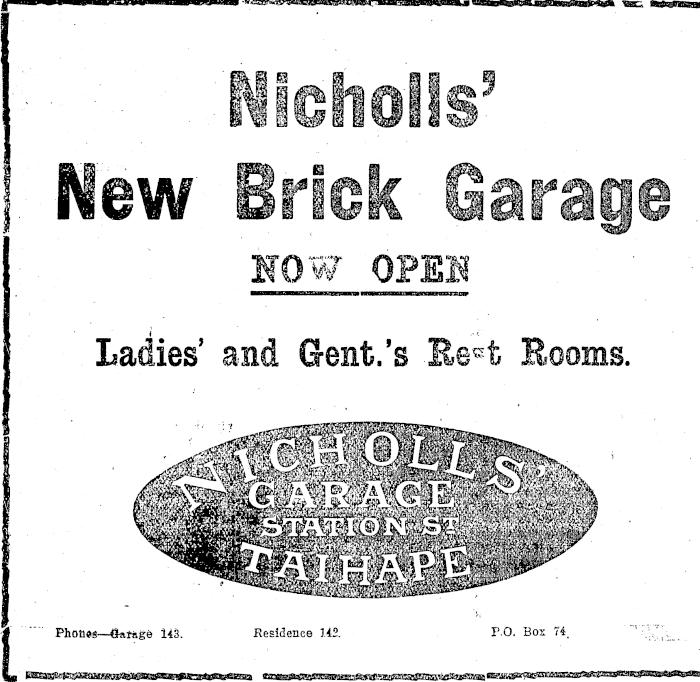 Nicholls'
New Brick Garage
NOW OPEN
Ladies' and Gent.'s Rest Rooms.
NICHOLLS'
GARAGE
STATION ST
TAIHAPE
Phones—Garage 143. Residence 142. P.O. Box 74.